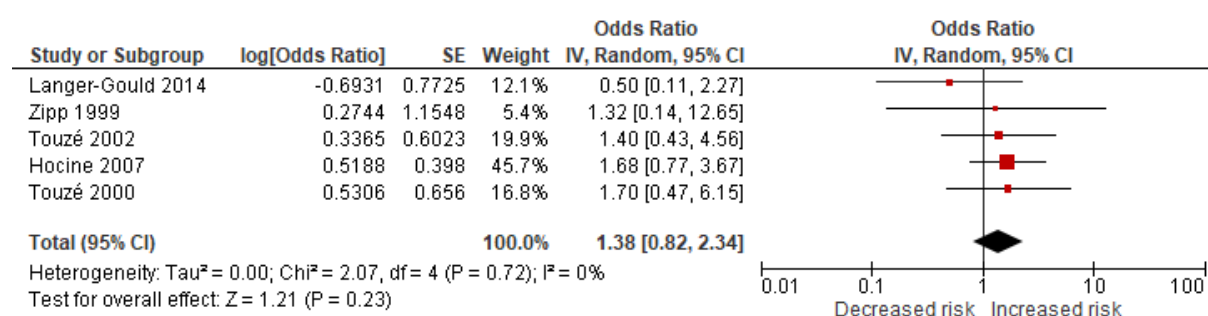 Odds Ratio Odds Ratio
Study or Subgroup log[Odds Ratio] SE Weight IV, Random, 95% CI IV, Random, 95% CI
Langer-Gould 2014 -0.6931 0.7725 12.1% 0.50 [0.11, 2.27]
Zipp 1999 0.2744 1.1548 5.4% 1.32 [0.14, 12.65]
Touzé 2002 0.3365 0.6023 19.9% 1.40 [0.43, 4.56]
Hocine 2007 0.5188 0.398 45.7% 1.68 [0.77, 3.67]
Touzé 2000 0.5306 0.656 16.8% 1.70 [0.47, 6.15]
Total (95% CI) 100.0% 1.38 [0.82, 2.34]
Heterogeneity: Tau² = 0.00; Chi² = 2.07, df = 4 (P = 0.72); I² = 0%
Test for overall effect: Z = 1.21 (P = 0.23)
0.01 0.1 1 10 100
Decreased risk Increased risk